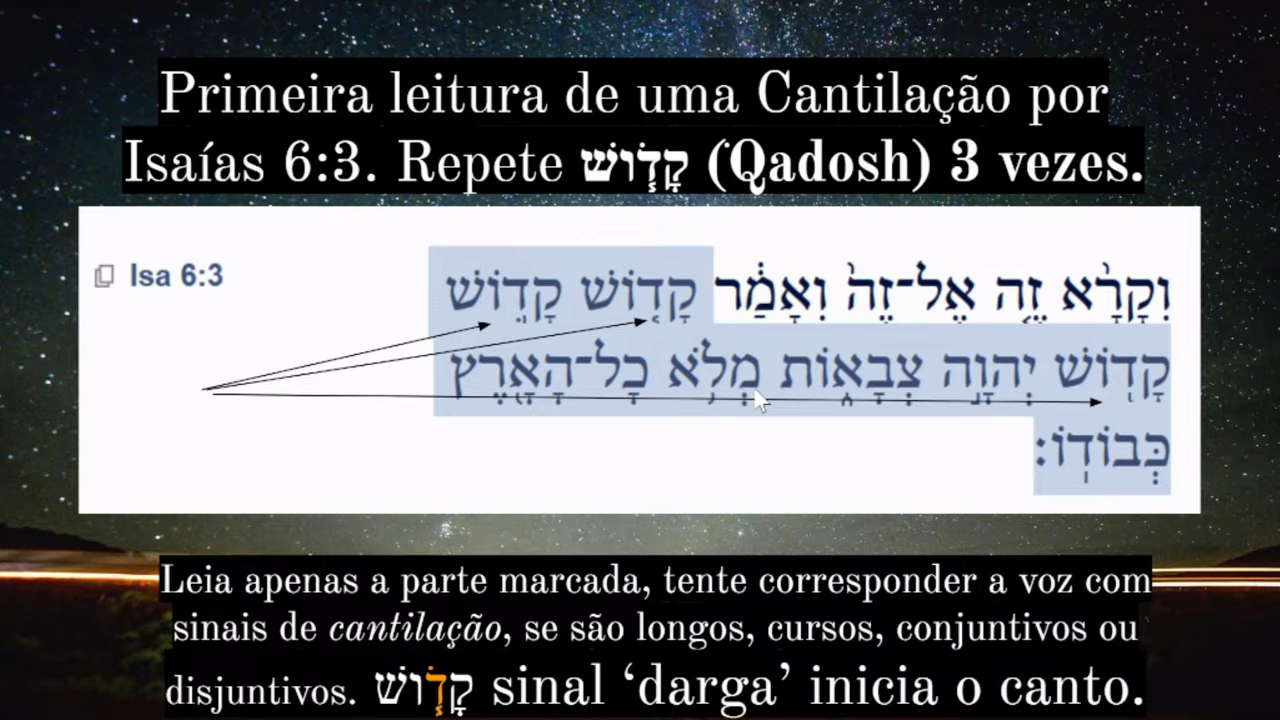 Primeira leitura de uma Cantilação por
Isaías 6:3. Repete קָד֧וֹשׁ (Qadosh) 3 vezes.
Isa 6:3
וְקָרָ֨א זֶ֤ה אֶל־זֶה֙ וְאָמַ֔ר קָד֧וֹשׁ קָד֛וֹשׁ
קָד֖וֹשׁ יְהוָ֣ה צְבָא֑וֹת מְלֹ֥א כָל־הָאָ֖רֶץ
כְּבוֹדֽוֹ׃
Leia apenas a parte marcada, tente corresponder a voz com
sinais de cantilação, se são longos, cursos, conjuntivos ou
disjuntivos. קָד֧וֹשׁ sinal ‘darga’ inicia o canto.